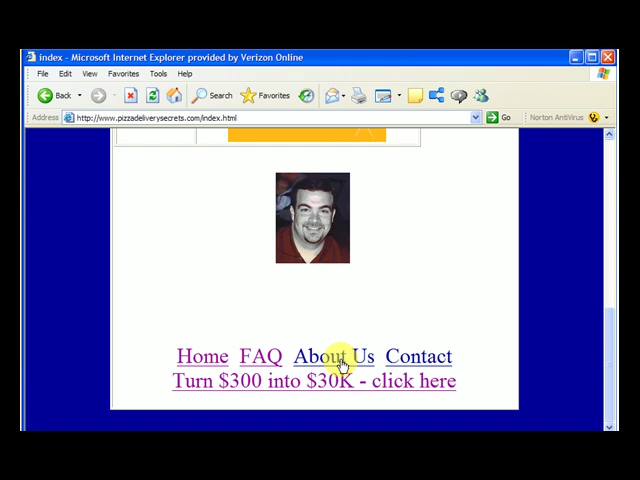 index - Microsoft Internet Explorer provided by Verizon Online
File Edit View Favorites Tools Help
Back Search Favorites
Address http://www.pizzadeliverysecrets.com/index.html Go Norton AntiVirus
Home FAQ About Us Contact
Turn $300 into $30K - click here